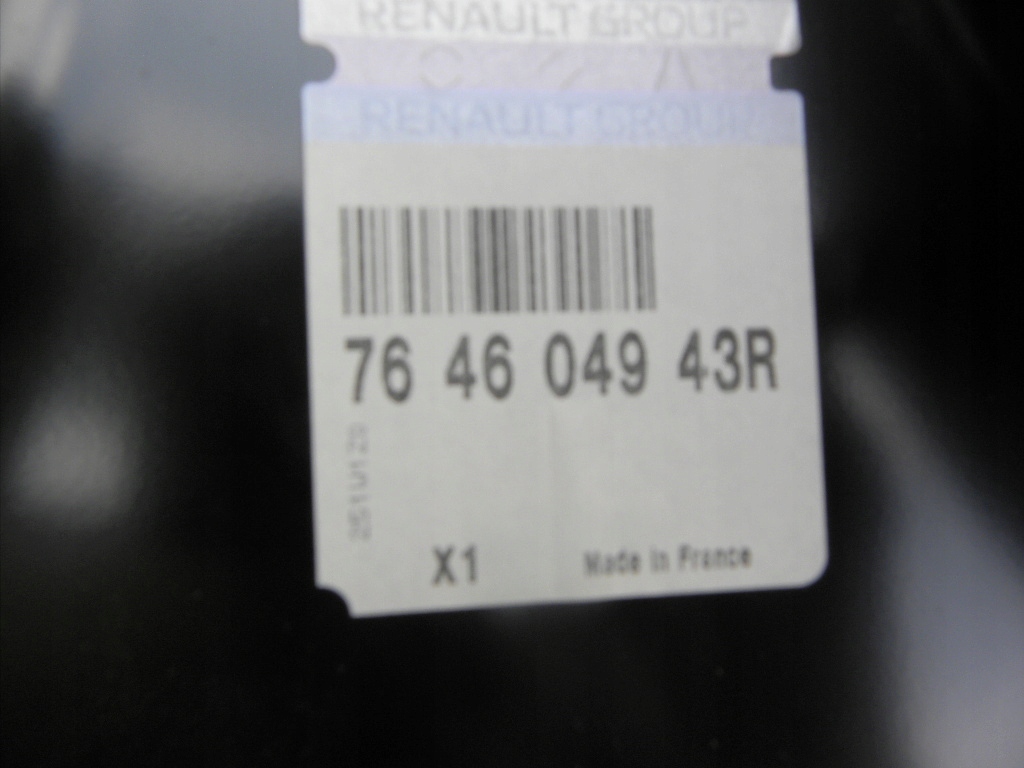 RENAULT GROUP
RENAULT GROUP
76 46 049 43R
X1
Made in France